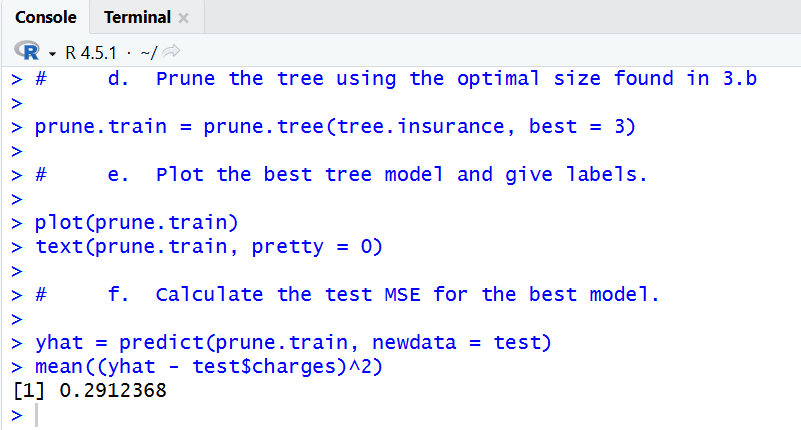 Console Terminal ×
R R 4.5.1 · ~/
> #     d.  Prune the tree using the optimal size found in 3.b
>
> prune.train = prune.tree(tree.insurance, best = 3)
>
> #     e.  Plot the best tree model and give labels.
>
> plot(prune.train)
> text(prune.train, pretty = 0)
>
> #     f.  Calculate the test MSE for the best model.
>
> yhat = predict(prune.train, newdata = test)
> mean((yhat - test$charges)^2)
[1] 0.2912368
>